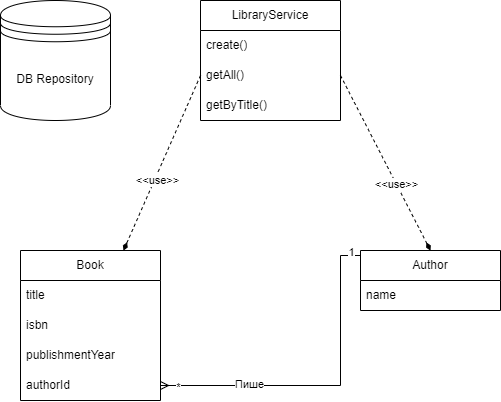 DB Repository
LibraryService
create()
getAll()
getByTitle()
<<use>>
<<use>>
Book
title
isbn
publishmentYear
authorId
Author
name
1
*
Пише